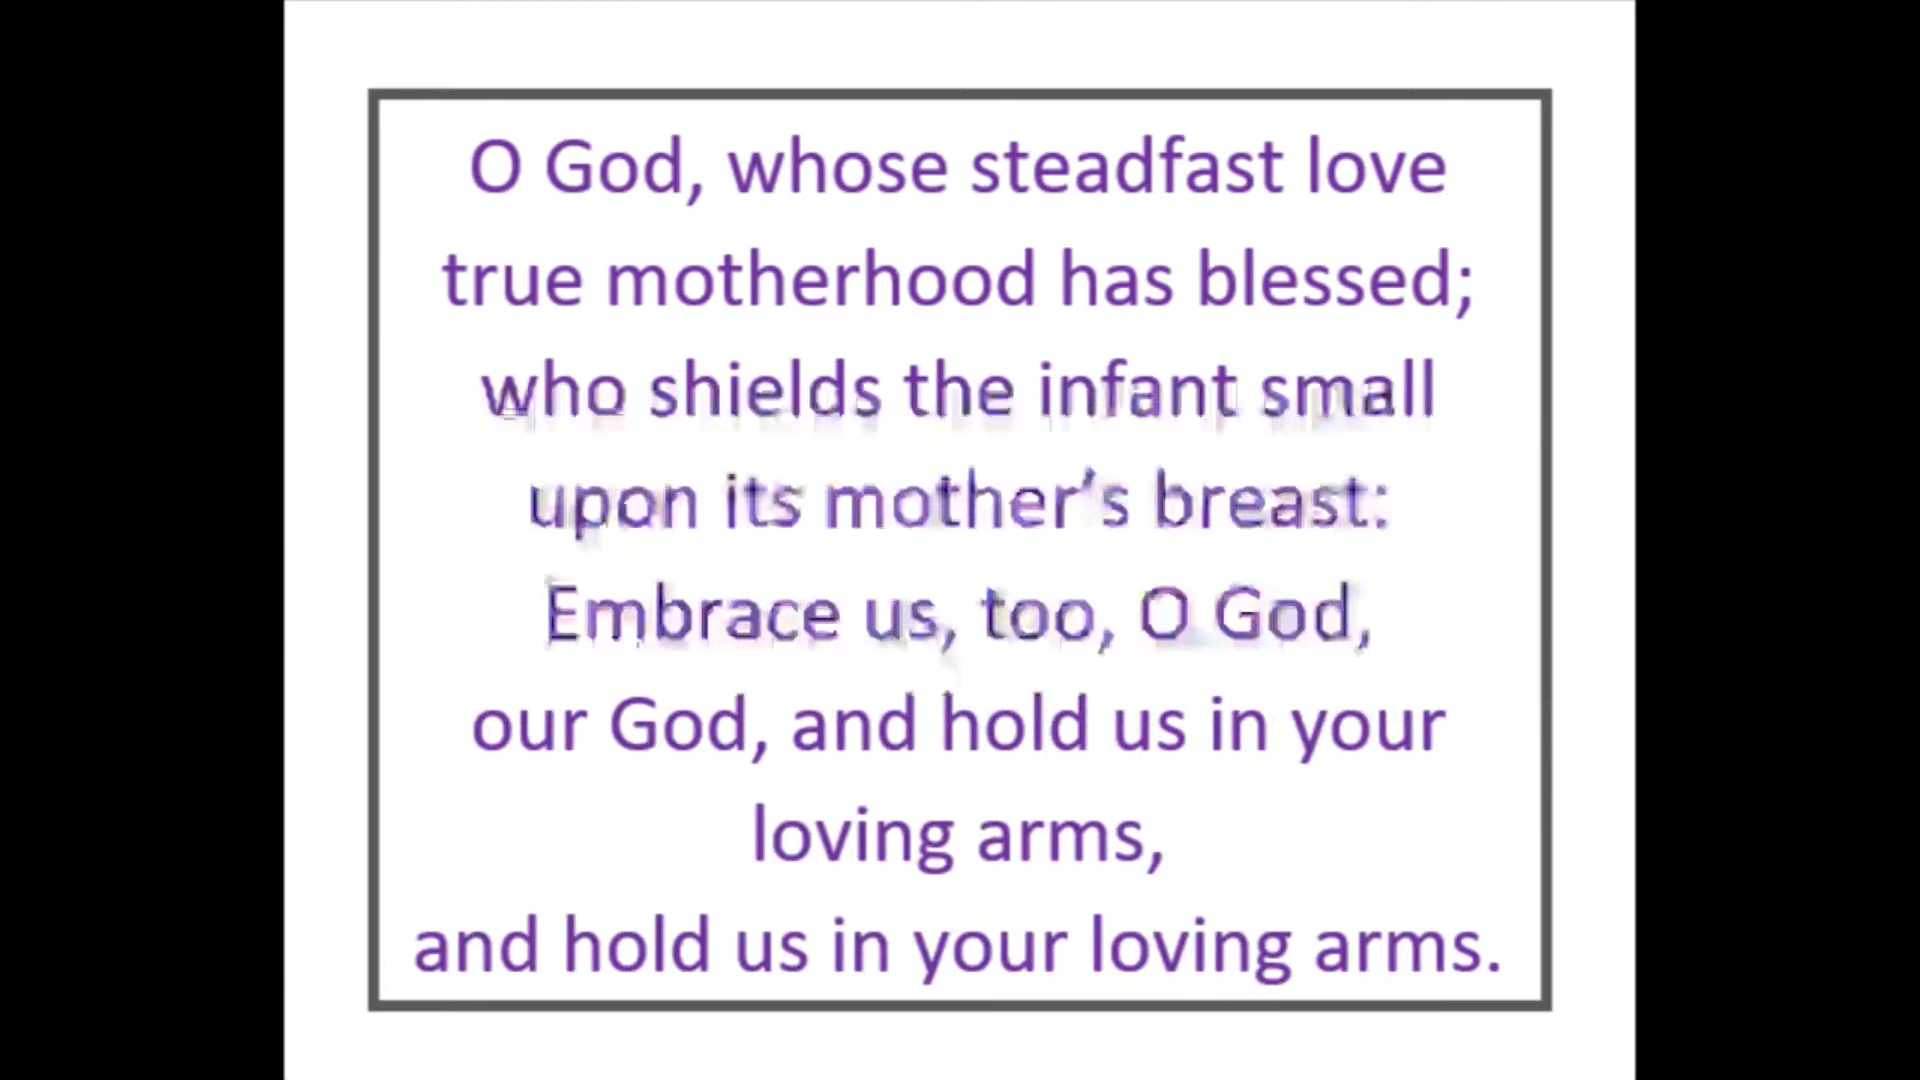 O God, whose steadfast love
true motherhood has blessed;
who shields the infant small
upon its mother’s breast:
Embrace us, too, O God,
our God, and hold us in your
loving arms,
and hold us in your loving arms.